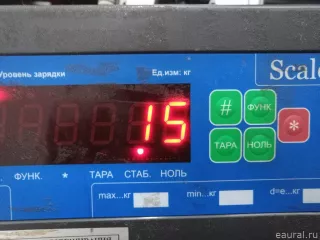 Уровень зарядки Ед.изм: кг Scale
.15
# ФУНК *
ТАРА НОЛЬ
ФУНК. * ТАРА СТАБ. НОЛЬ
max...кг min...кг d=e...кг
eaural.ru